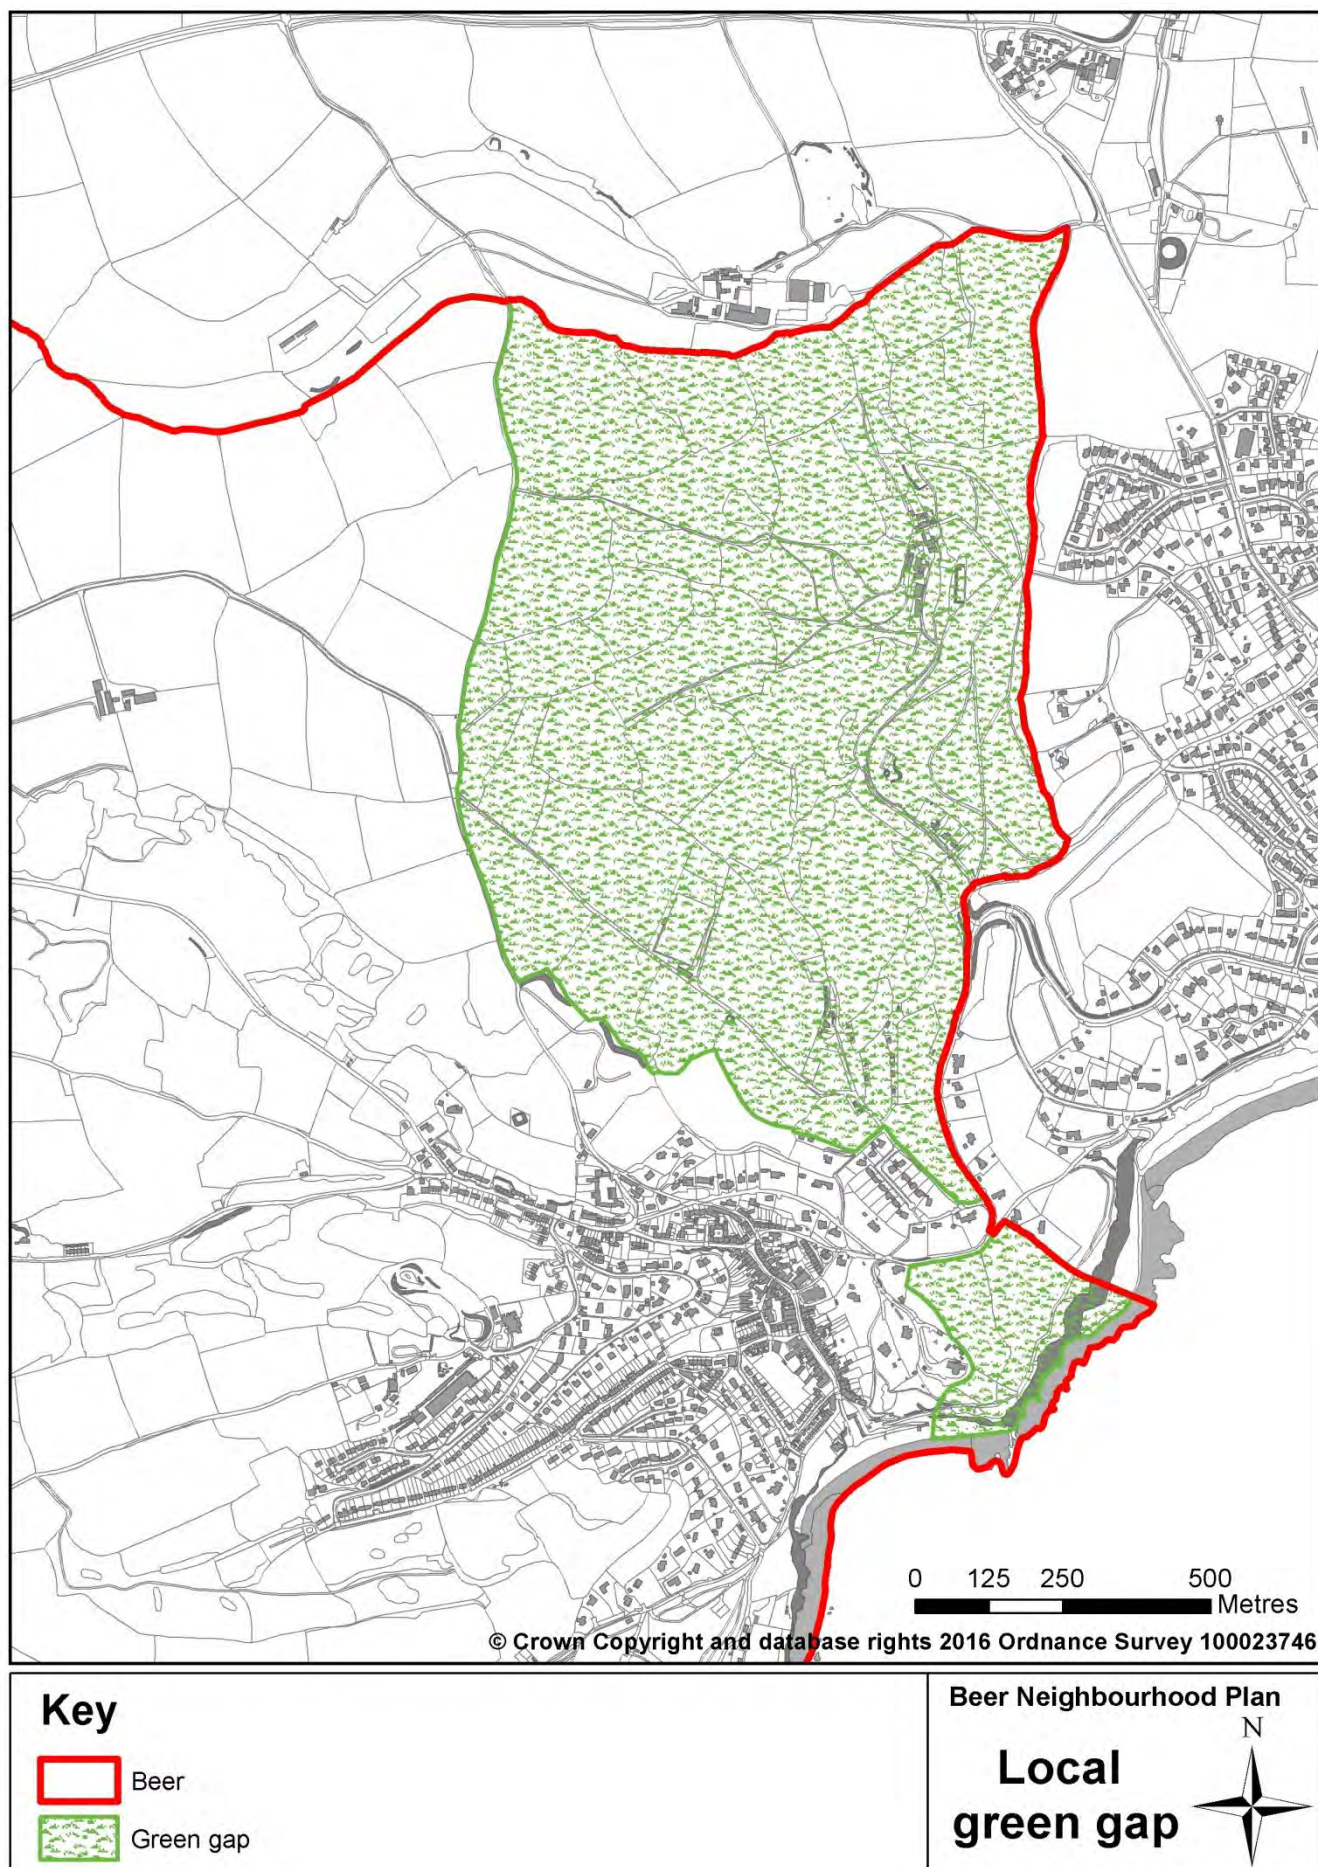 0 125 250 500
Metres
© Crown Copyright and database rights 2016 Ordnance Survey 100023746
Key
Beer
Green gap
Beer Neighbourhood Plan
N
Local
green gap